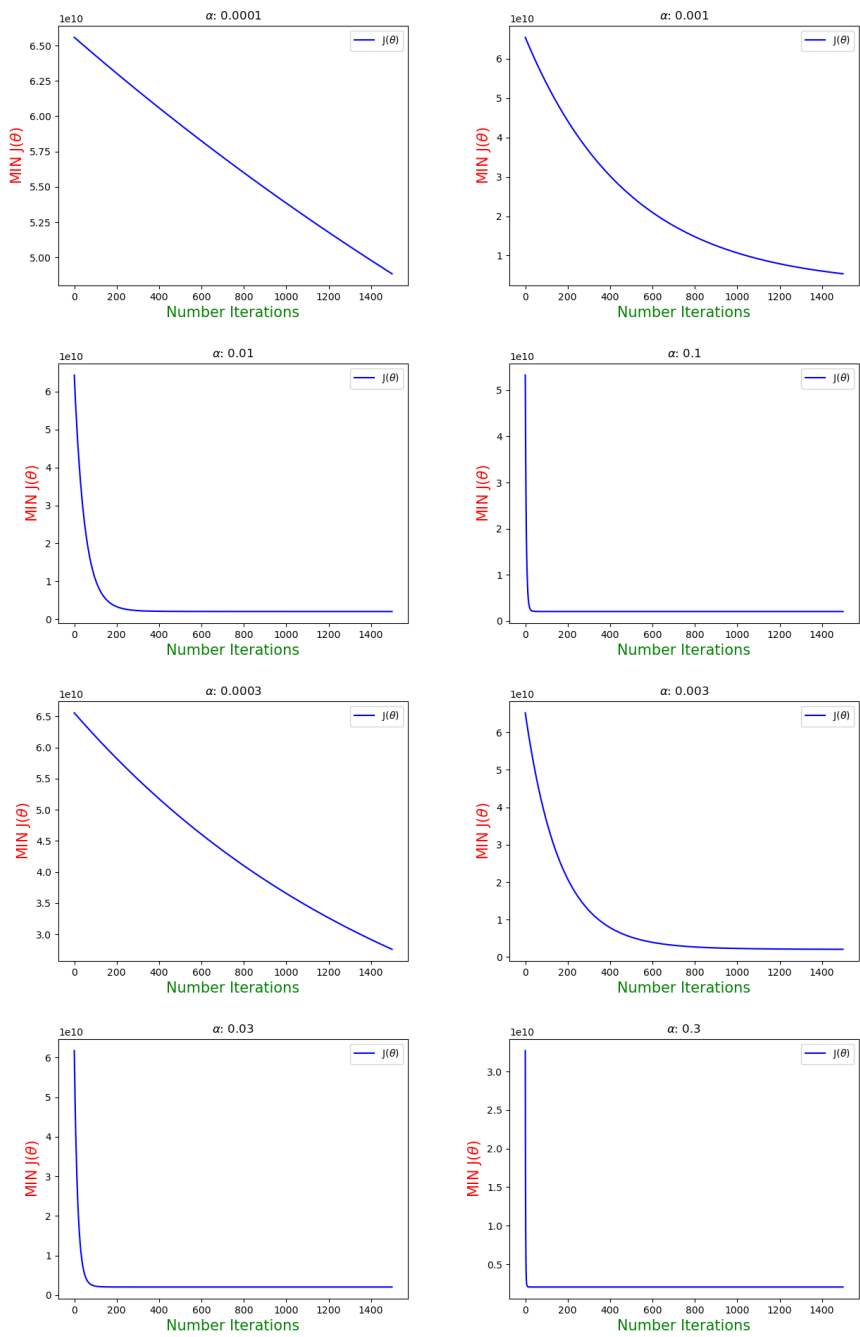 α: 0.0001
1e10
J(θ)
6.50
6.25
6.00
5.75
5.50
5.25
5.00
MIN J(θ)
0 200 400 600 800 1000 1200 1400
Number Iterations
α: 0.001
1e10
J(θ)
6
5
4
3
2
1
MIN J(θ)
0 200 400 600 800 1000 1200 1400
Number Iterations
α: 0.01
1e10
J(θ)
6
5
4
3
2
1
0
MIN J(θ)
0 200 400 600 800 1000 1200 1400
Number Iterations
α: 0.1
1e10
J(θ)
5
4
3
2
1
0
MIN J(θ)
0 200 400 600 800 1000 1200 1400
Number Iterations
α: 0.0003
1e10
J(θ)
6.5
6.0
5.5
5.0
4.5
4.0
3.5
3.0
MIN J(θ)
0 200 400 600 800 1000 1200 1400
Number Iterations
α: 0.003
1e10
J(θ)
6
5
4
3
2
1
0
MIN J(θ)
0 200 400 600 800 1000 1200 1400
Number Iterations
α: 0.03
1e10
J(θ)
6
5
4
3
2
1
0
MIN J(θ)
0 200 400 600 800 1000 1200 1400
Number Iterations
α: 0.3
1e10
J(θ)
3.0
2.5
2.0
1.5
1.0
0.5
MIN J(θ)
0 200 400 600 800 1000 1200 1400
Number Iterations